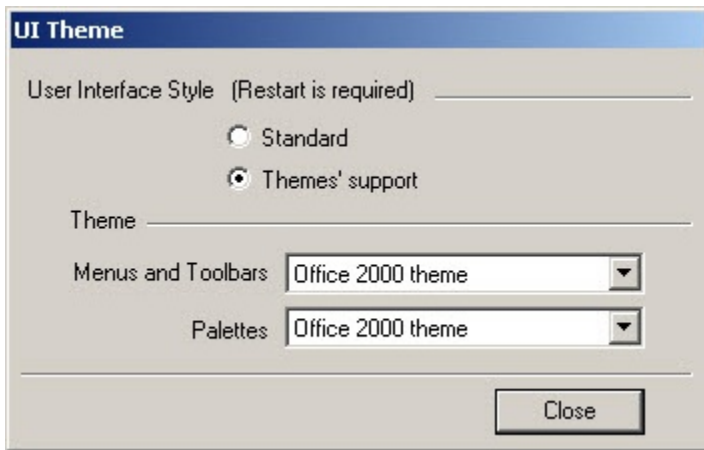 UI Theme
User Interface Style (Restart is required)
Standard
Themes' support
Theme
Menus and Toolbars Office 2000 theme
Palettes Office 2000 theme
Close